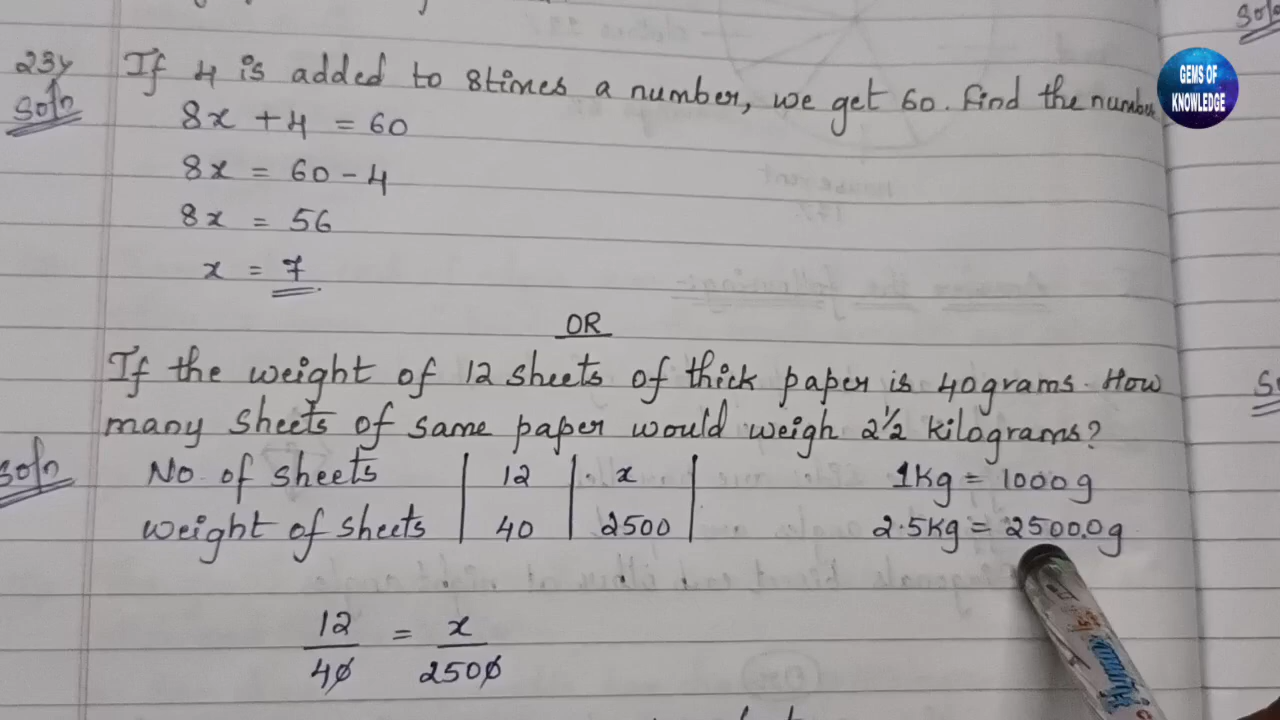 23y If 4 is added to 8times a number, we get 60. Find the number
Soln 8x + 4 = 60
8x = 60 - 4
8x = 56
x = 7
OR
If the weight of 12 sheets of thick paper is 40grams. How
many sheets of same paper would weigh 2½ kilograms?
Soln No. of sheets | 12 | x | 1kg = 1000g
weight of sheets | 40 | 2500 | 2.5kg = 2500.0g
12/40 = x/2500
GEMS OF
KNOWLEDGE
Soln